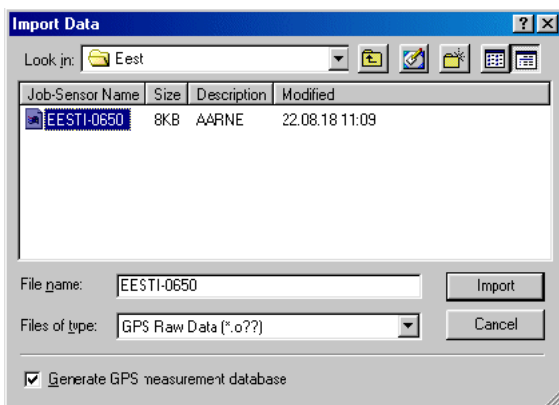 Import Data
Look in: Eest
Job-Sensor Name Size Description Modified
EESTI-0650 8KB AARNE 22.08.18 11:09
File name: EESTI-0650 Import
Files of type: GPS Raw Data (*.o??) Cancel
Generate GPS measurement database